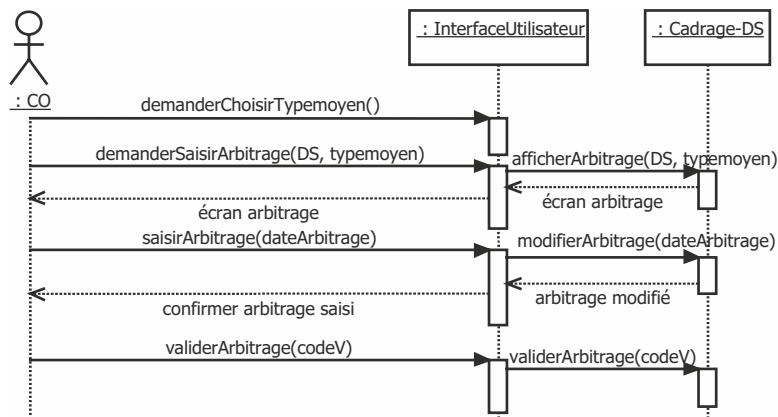 : InterfaceUtilisateur
: Cadrage-DS
: CO
demanderChoisirTypemoyen()
demanderSaisirArbitrage(DS, typemoyen)
afficherArbitrage(DS, typemoyen)
écran arbitrage
écran arbitrage
saisirArbitrage(dateArbitrage)
modifierArbitrage(dateArbitrage)
confirmer arbitrage saisi
arbitrage modifié
validerArbitrage(codeV)
validerArbitrage(codeV)